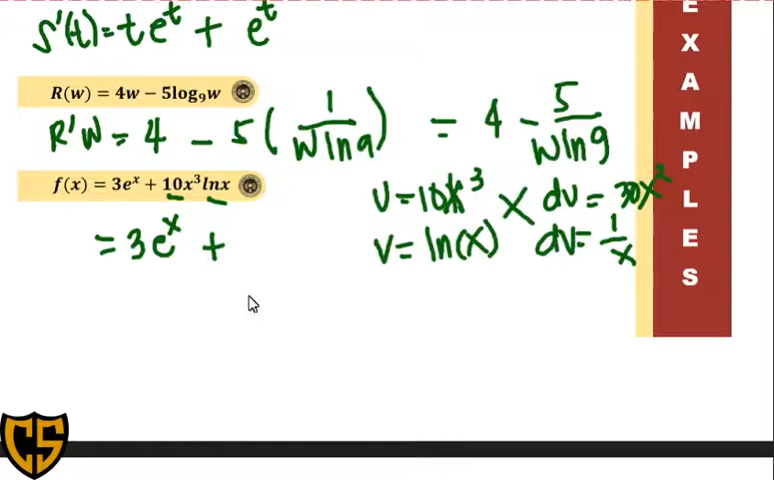 S'(t) = te^t + e^t
R(w) = 4w − 5log₉w
R'W = 4 − 5(1/(W ln 9)) = 4 − 5/(W ln 9)
f(x) = 3e^x + 10x³lnx
= 3e^x +
U = 10x³ dU = 30x²
V = ln(x) dV = 1/x
EXAMPLES
CS